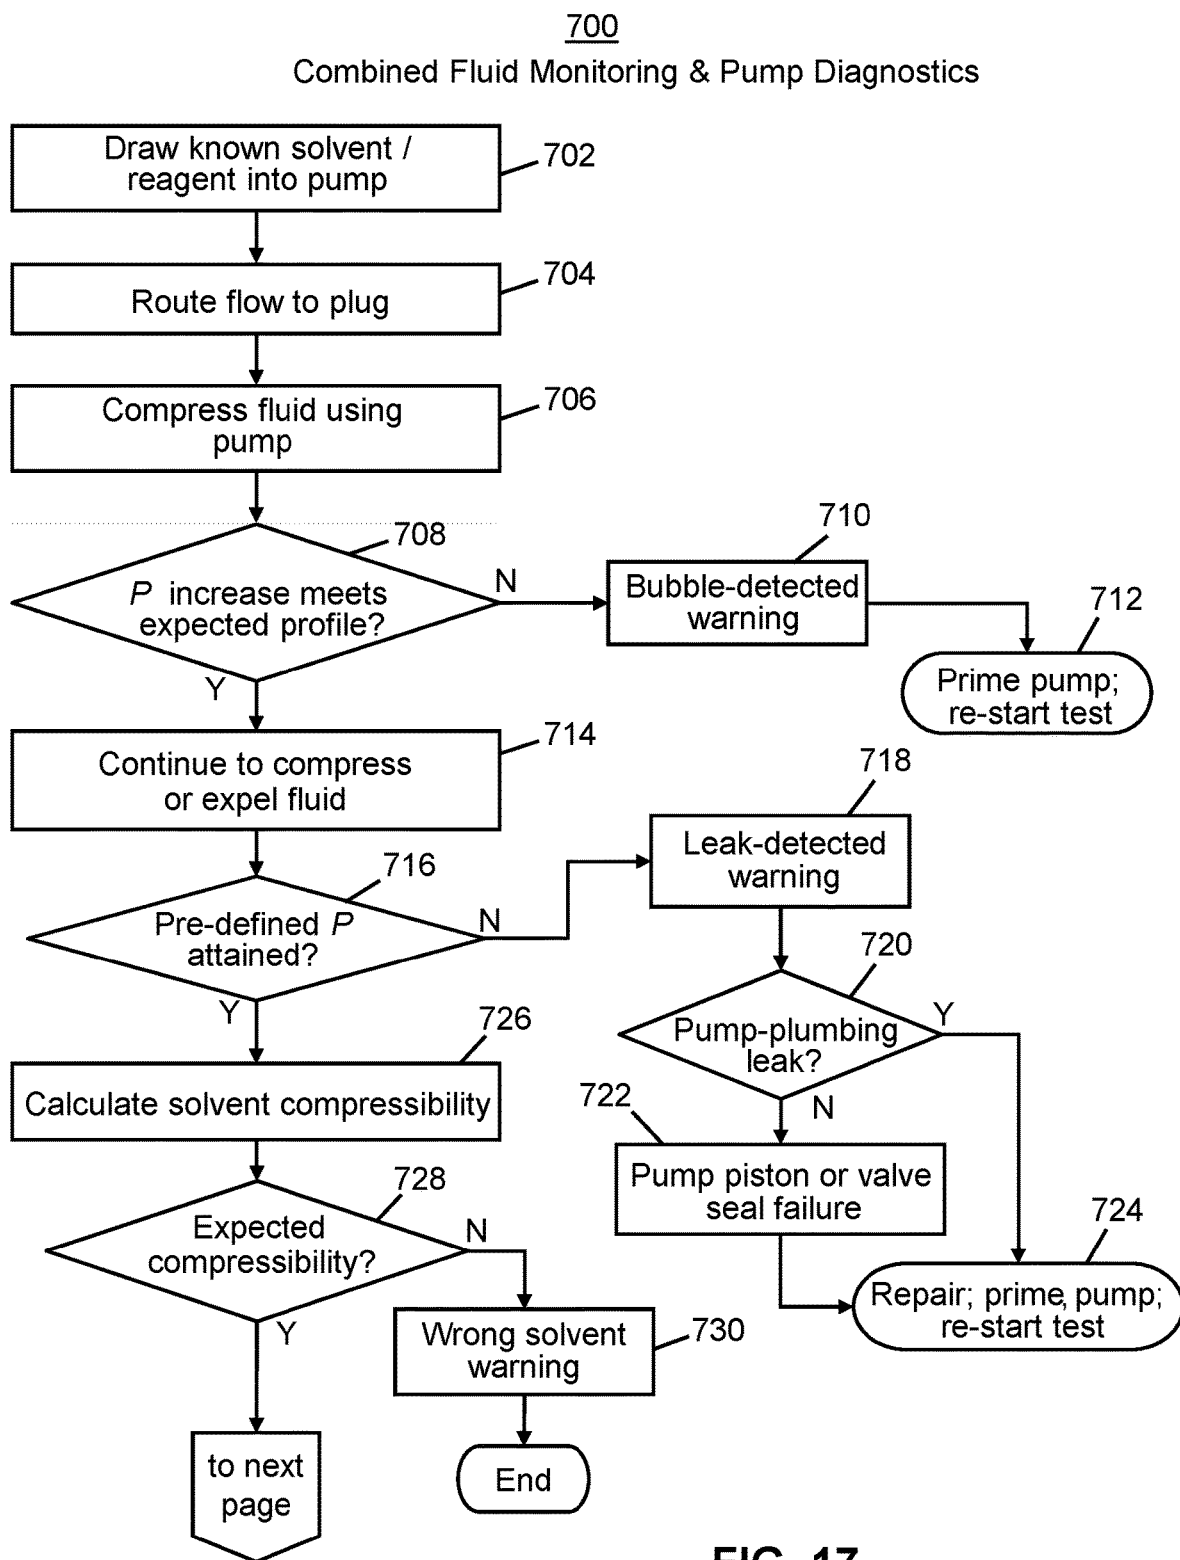 700
Combined Fluid Monitoring & Pump Diagnostics
Draw known solvent /
reagent into pump
702
Route flow to plug
704
Compress fluid using
pump
706
P increase meets
expected profile?
708
N
Y
Bubble-detected
warning
710
Prime pump;
re-start test
712
Continue to compress
or expel fluid
714
Pre-defined P
attained?
716
N
Y
Leak-detected
warning
718
Pump-plumbing
leak?
720
Y
N
Pump piston or valve
seal failure
722
Repair; prime, pump;
re-start test
724
Calculate solvent compressibility
726
Expected
compressibility?
728
N
Y
Wrong solvent
warning
730
End
to next
page
FIG. 17